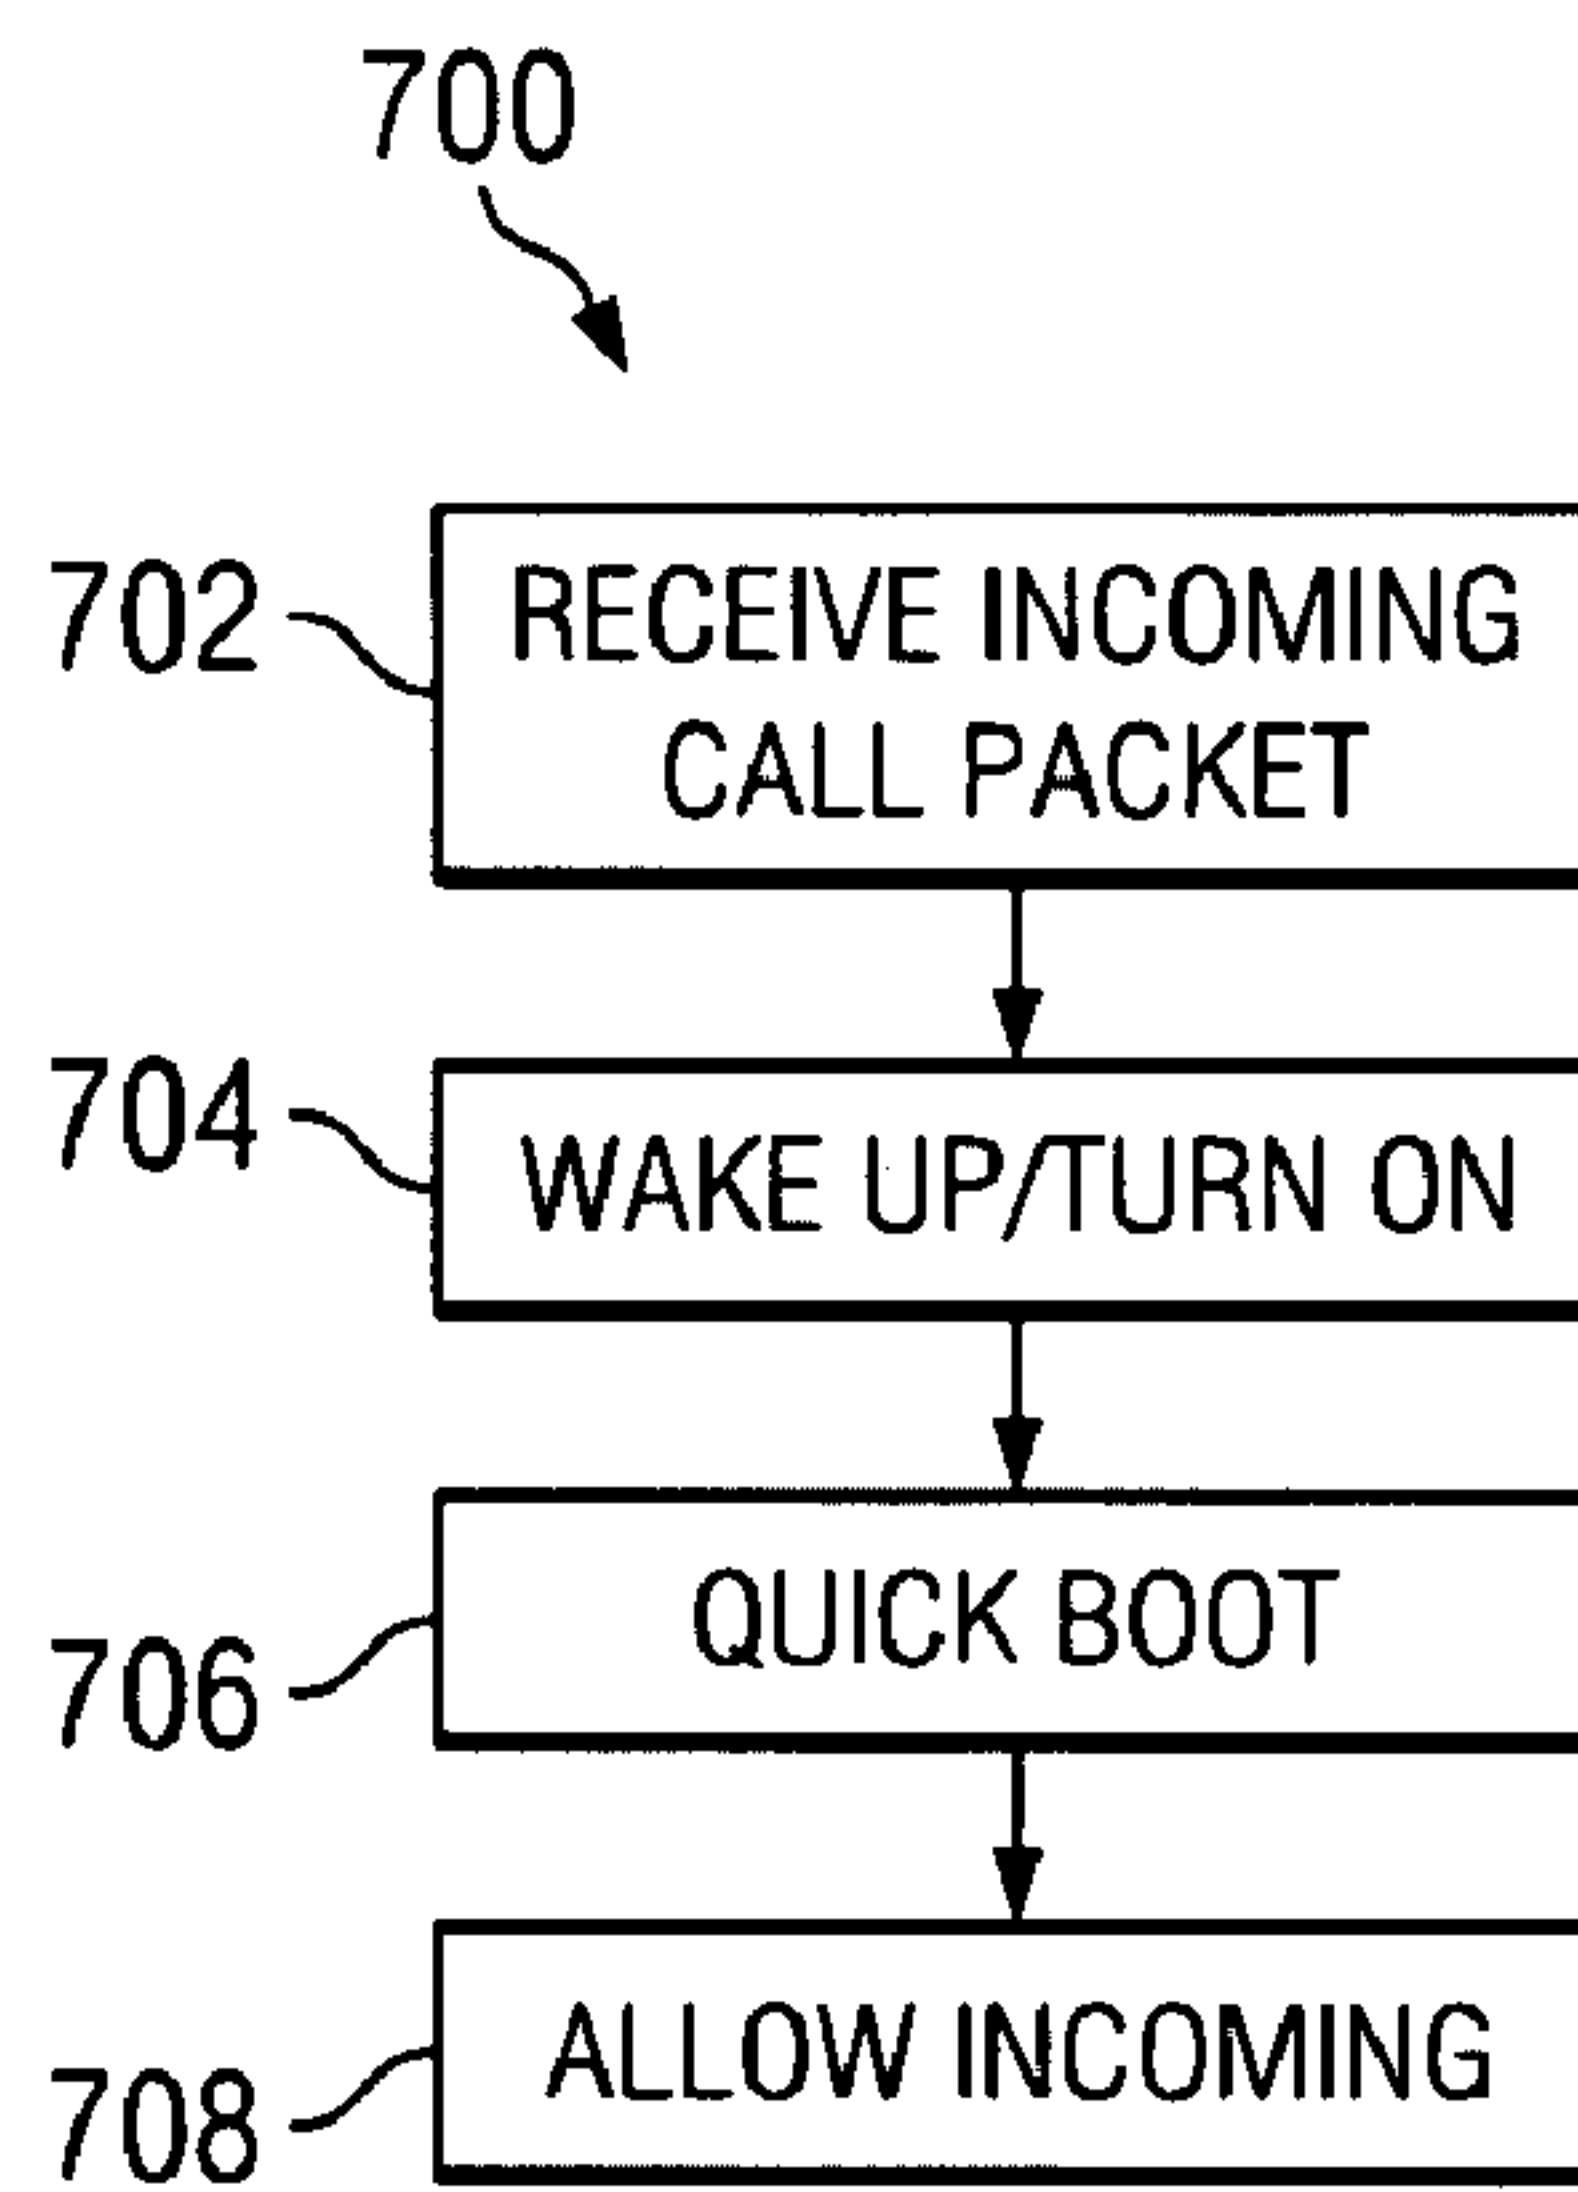 700
702
RECEIVE INCOMING
CALL PACKET
704
WAKE UP/TURN ON
706
QUICK BOOT
708
ALLOW INCOMING